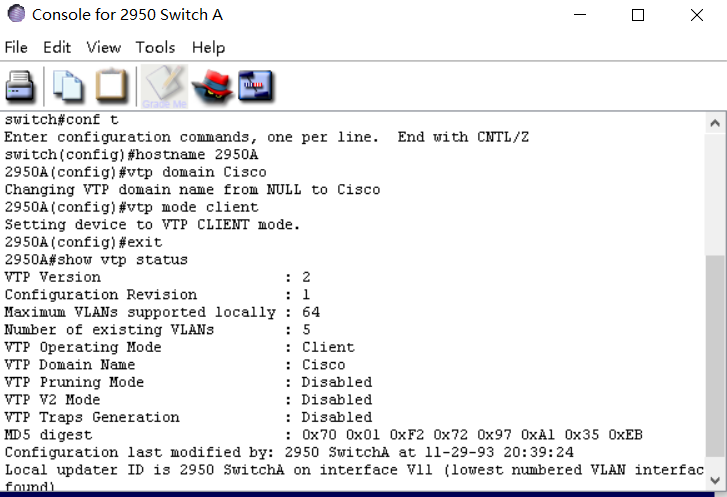 Console for 2950 Switch A
File Edit View Tools Help
Grade Me
switch#conf t
Enter configuration commands, one per line.  End with CNTL/Z
switch(config)#hostname 2950A
2950A(config)#vtp domain Cisco
Changing VTP domain name from NULL to Cisco
2950A(config)#vtp mode client
Setting device to VTP CLIENT mode.
2950A(config)#exit
2950A#show vtp status
VTP Version                     : 2
Configuration Revision          : 1
Maximum VLANs supported locally : 64
Number of existing VLANs        : 5
VTP Operating Mode              : Client
VTP Domain Name                 : Cisco
VTP Pruning Mode                : Disabled
VTP V2 Mode                     : Disabled
VTP Traps Generation            : Disabled
MD5 digest                      : 0x70 0x01 0xF2 0x72 0x97 0xA1 0x35 0xEB
Configuration last modified by: 2950 SwitchA at 11-29-93 20:39:24
Local updater ID is 2950 SwitchA on interface Vl1 (lowest numbered VLAN interfac
found)